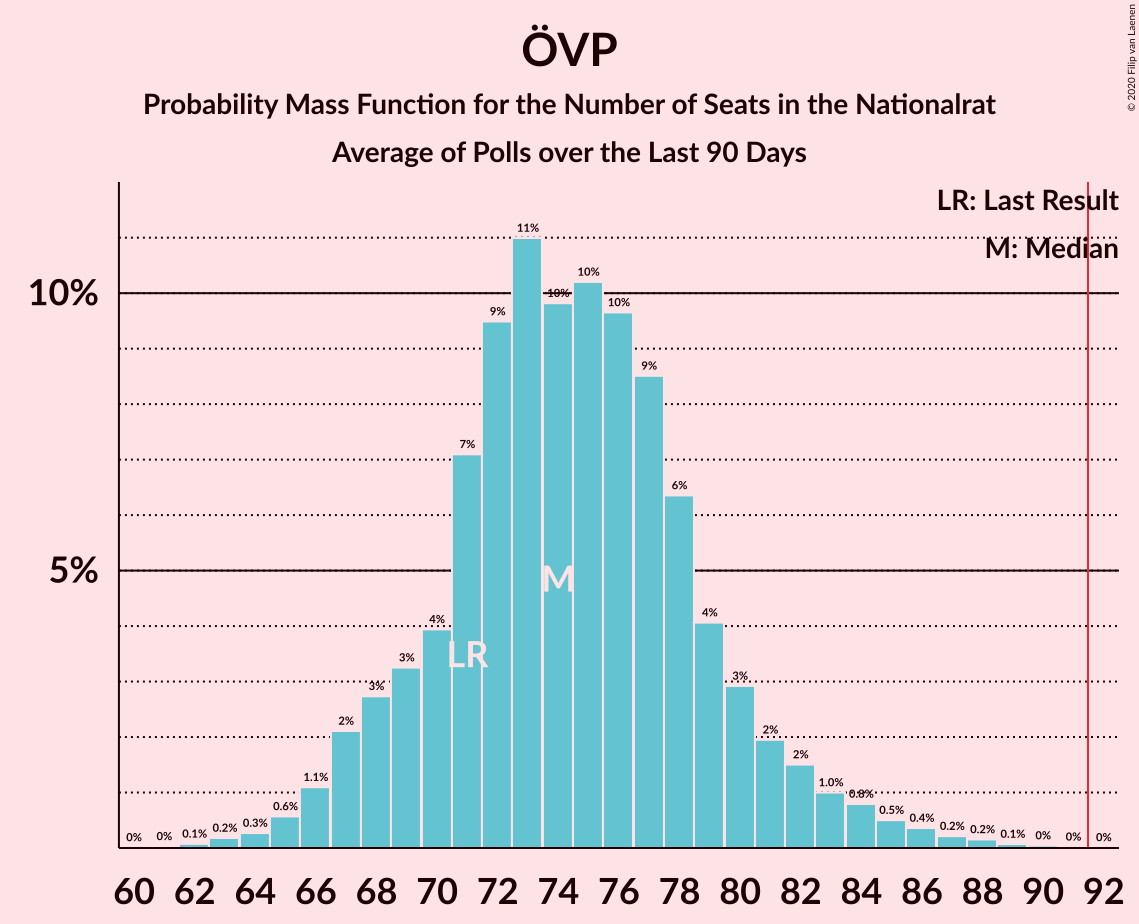 ÖVP
Probability Mass Function for the Number of Seats in the Nationalrat
Average of Polls over the Last 90 Days
© 2020 Filip van Laenen
LR: Last Result
M: Median
10%
5%
0% 0% 0.1% 0.2% 0.3% 0.6% 1.1% 2% 3% 3% 4% 7% 9% 11% 10% 10% 10% 9% 6% 4% 3% 2% 2% 1.0% 0.8% 0.5% 0.4% 0.2% 0.2% 0.1% 0% 0% 0%
M
LR
60 62 64 66 68 70 72 74 76 78 80 82 84 86 88 90 92